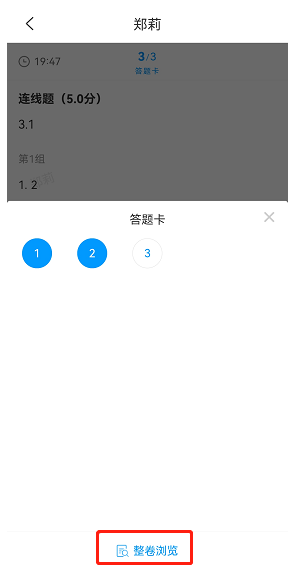 郑莉
19:47
3/3
答题卡
连线题（5.0分）
3.1
第1组
1. 2
答题卡
1 2 3
整卷浏览